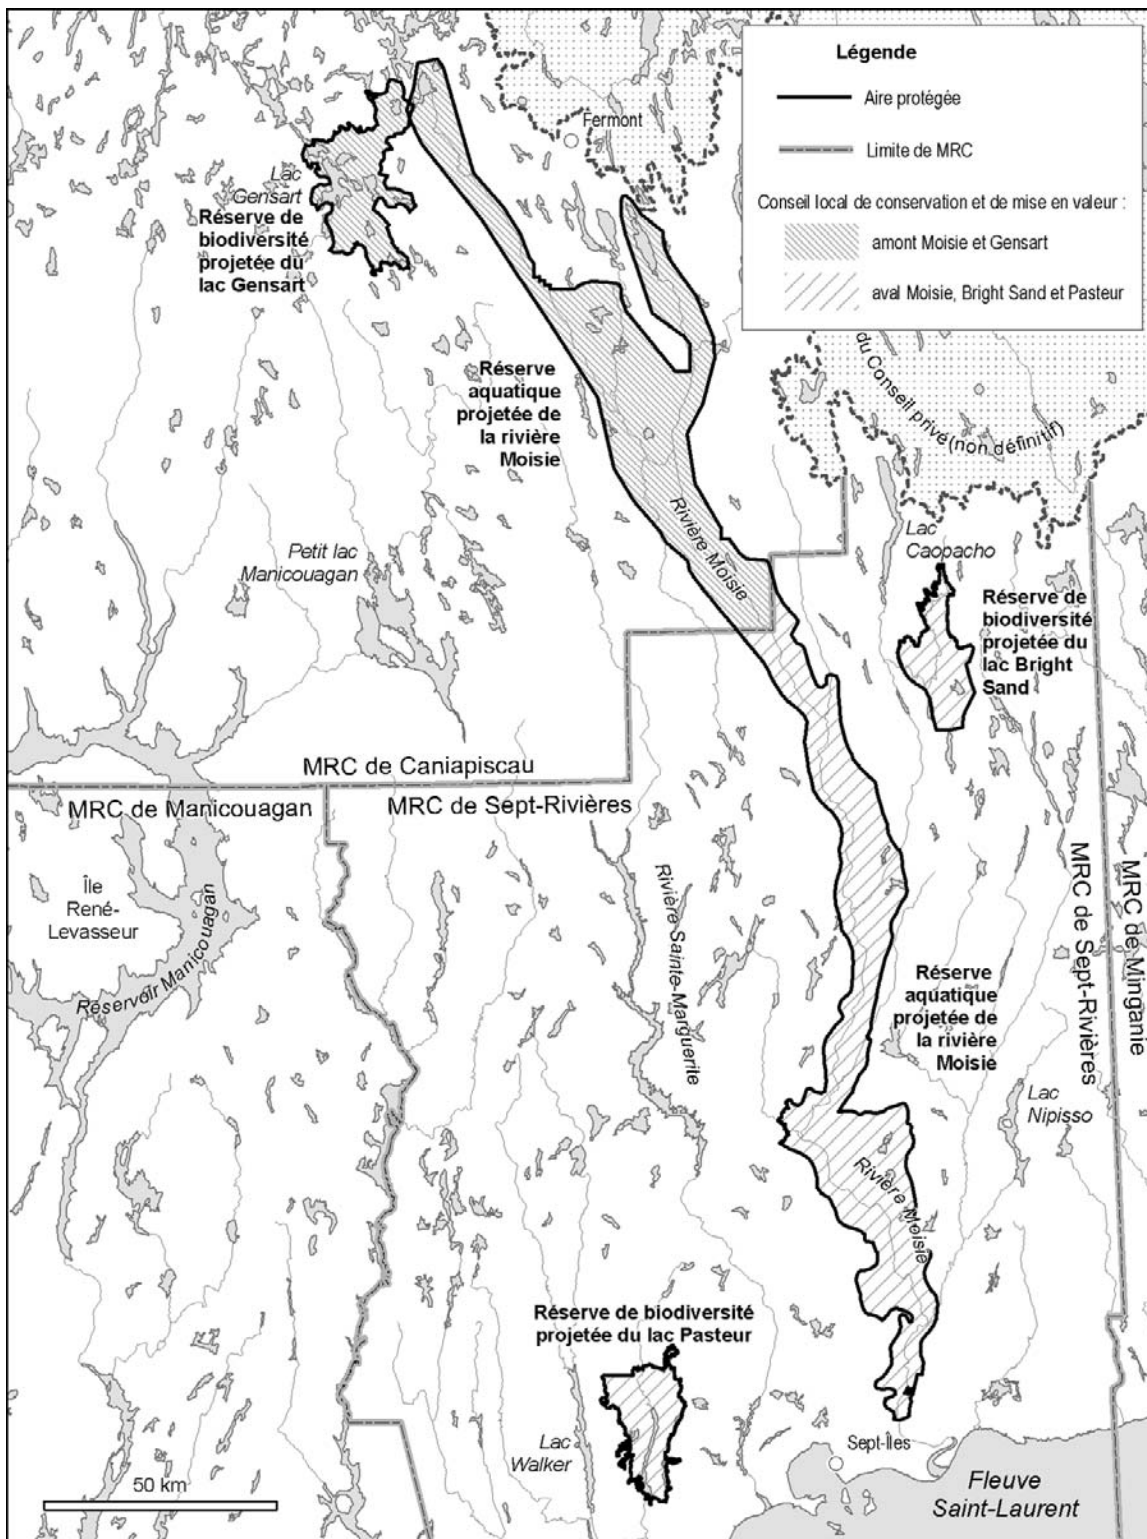 Légende
Aire protégée
Limite de MRC
Conseil local de conservation et de mise en valeur :
amont Moisie et Gensart
aval Moisie, Bright Sand et Pasteur
Fermont
Lac
Gensart
Réserve de
biodiversité
projetée du
lac Gensart
du Conseil privé (non définitif)
Réserve
aquatique
projetée de
la rivière
Moisie
Rivière Moisie
Petit lac
Manicouagan
Lac
Caopacho
Réserve de
biodiversité
projetée du
lac Bright
Sand
MRC de Caniapiscau
MRC de Manicouagan
MRC de Sept-Rivières
Île
René-
Levasseur
Réservoir Manicouagan
Rivière Sainte-Marguerite
MRC de Sept-Rivières
MRC de Minganie
Réserve
aquatique
projetée de
la rivière
Moisie
Lac
Nipisso
Rivière Moisie
Réserve de biodiversité
projetée du lac Pasteur
Lac
Walker
Sept-Îles
Fleuve
Saint-Laurent
50 km